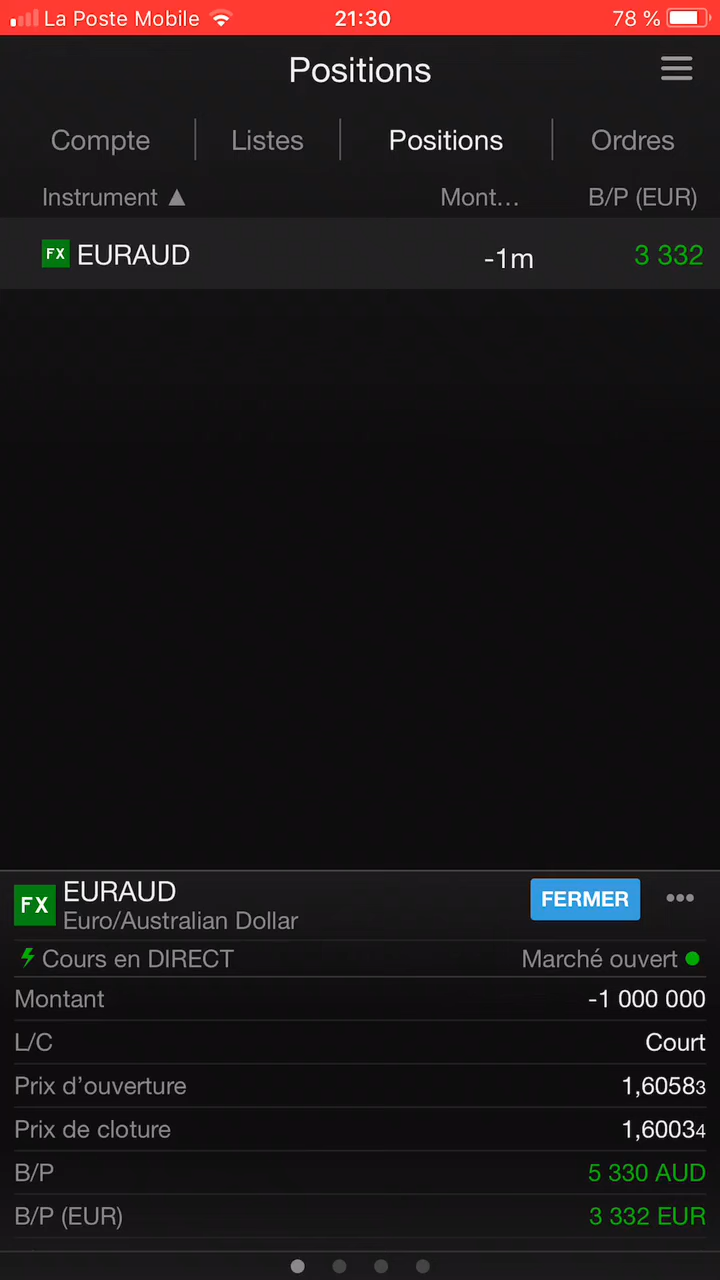 La Poste Mobile 21:30 78 %
Positions
Compte Listes Positions Ordres
Instrument ▲ Mont... B/P (EUR)
FX EURAUD -1m 3 332
FX EURAUD FERMER •••
Euro/Australian Dollar
Cours en DIRECT Marché ouvert
Montant -1 000 000
L/C Court
Prix d’ouverture 1,60583
Prix de cloture 1,60034
B/P 5 330 AUD
B/P (EUR) 3 332 EUR